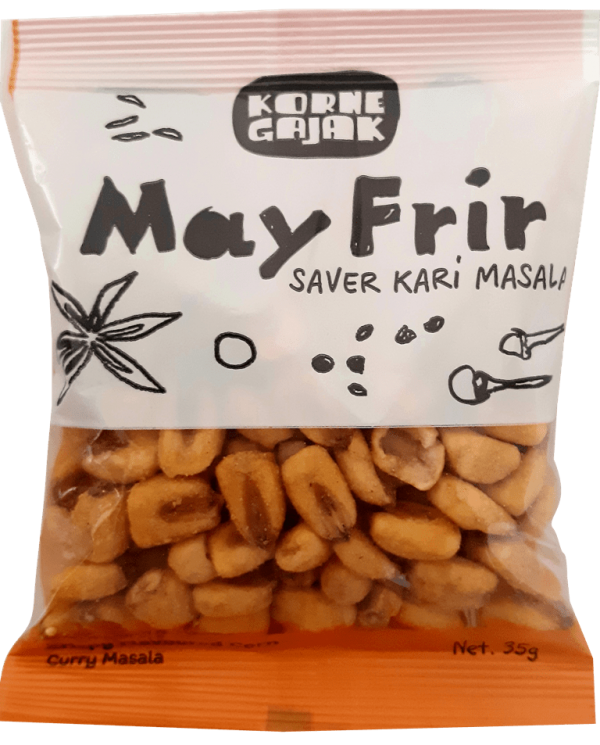 KORNE
GAJAK
May Frir
SAVER KARI MASALA
Curry Masala
Net. 35g